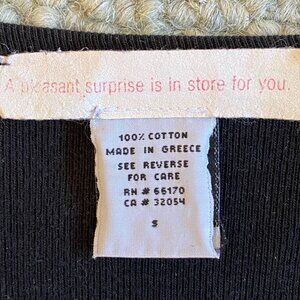 A pleasant surprise is in store for you.
100% COTTON
MADE IN GREECE
SEE REVERSE
FOR CARE
RN # 66170
CA # 32054
S